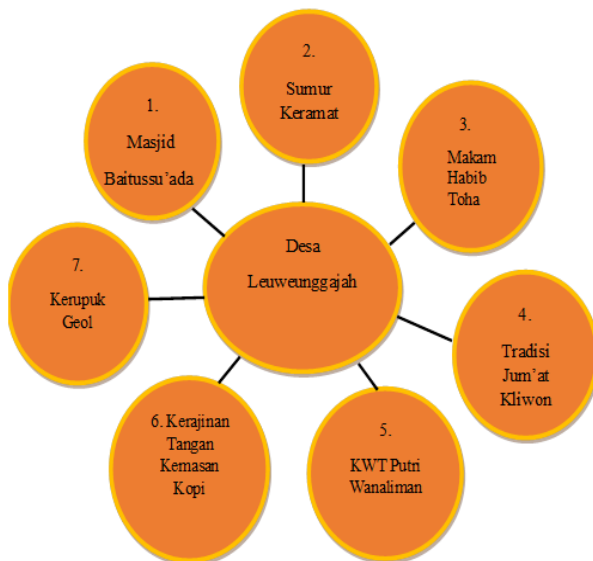 1.
Masjid
Baitussu’ada
2.
Sumur
Keramat
3.
Makam
Habib
Toha
4.
Tradisi
Jum’at
Kliwon
5.
KWT Putri
Wanaliman
6. Kerajinan
Tangan
Kemasan
Kopi
7.
Kerupuk
Geol
Desa
Leuweunggajah